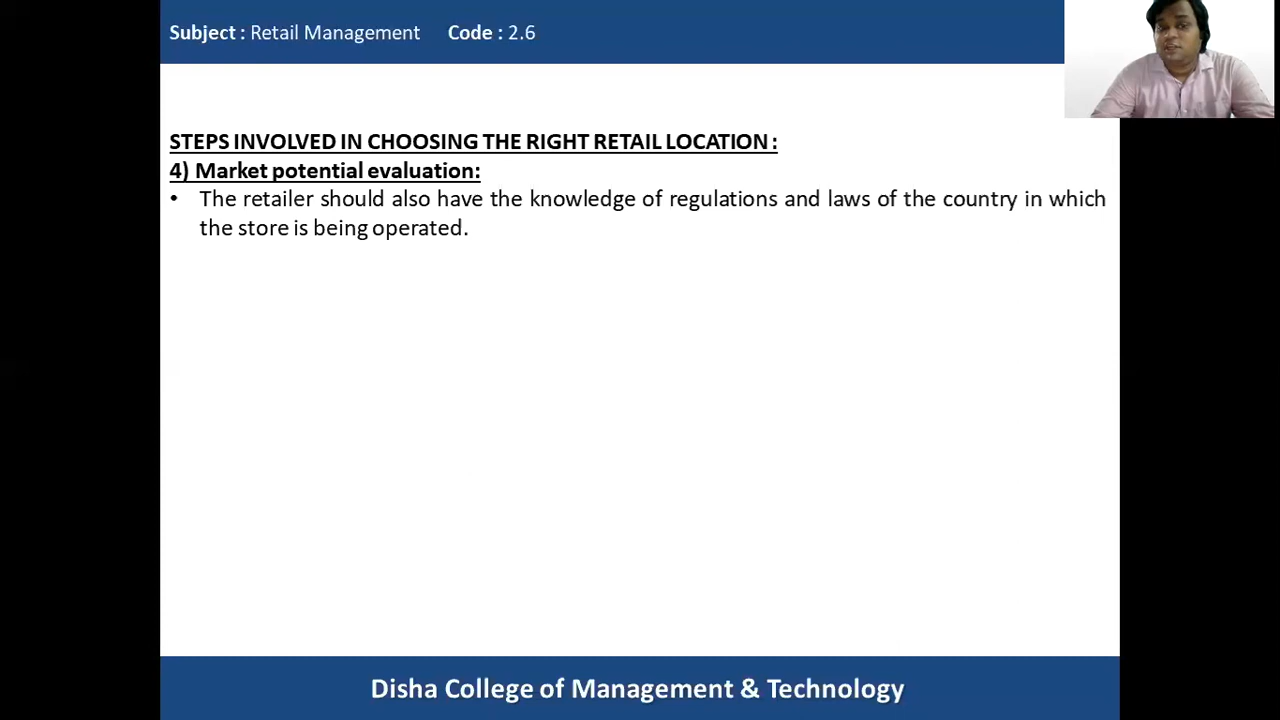 Subject : Retail Management Code : 2.6
STEPS INVOLVED IN CHOOSING THE RIGHT RETAIL LOCATION :
4) Market potential evaluation:
• The retailer should also have the knowledge of regulations and laws of the country in which
the store is being operated.
Disha College of Management & Technology